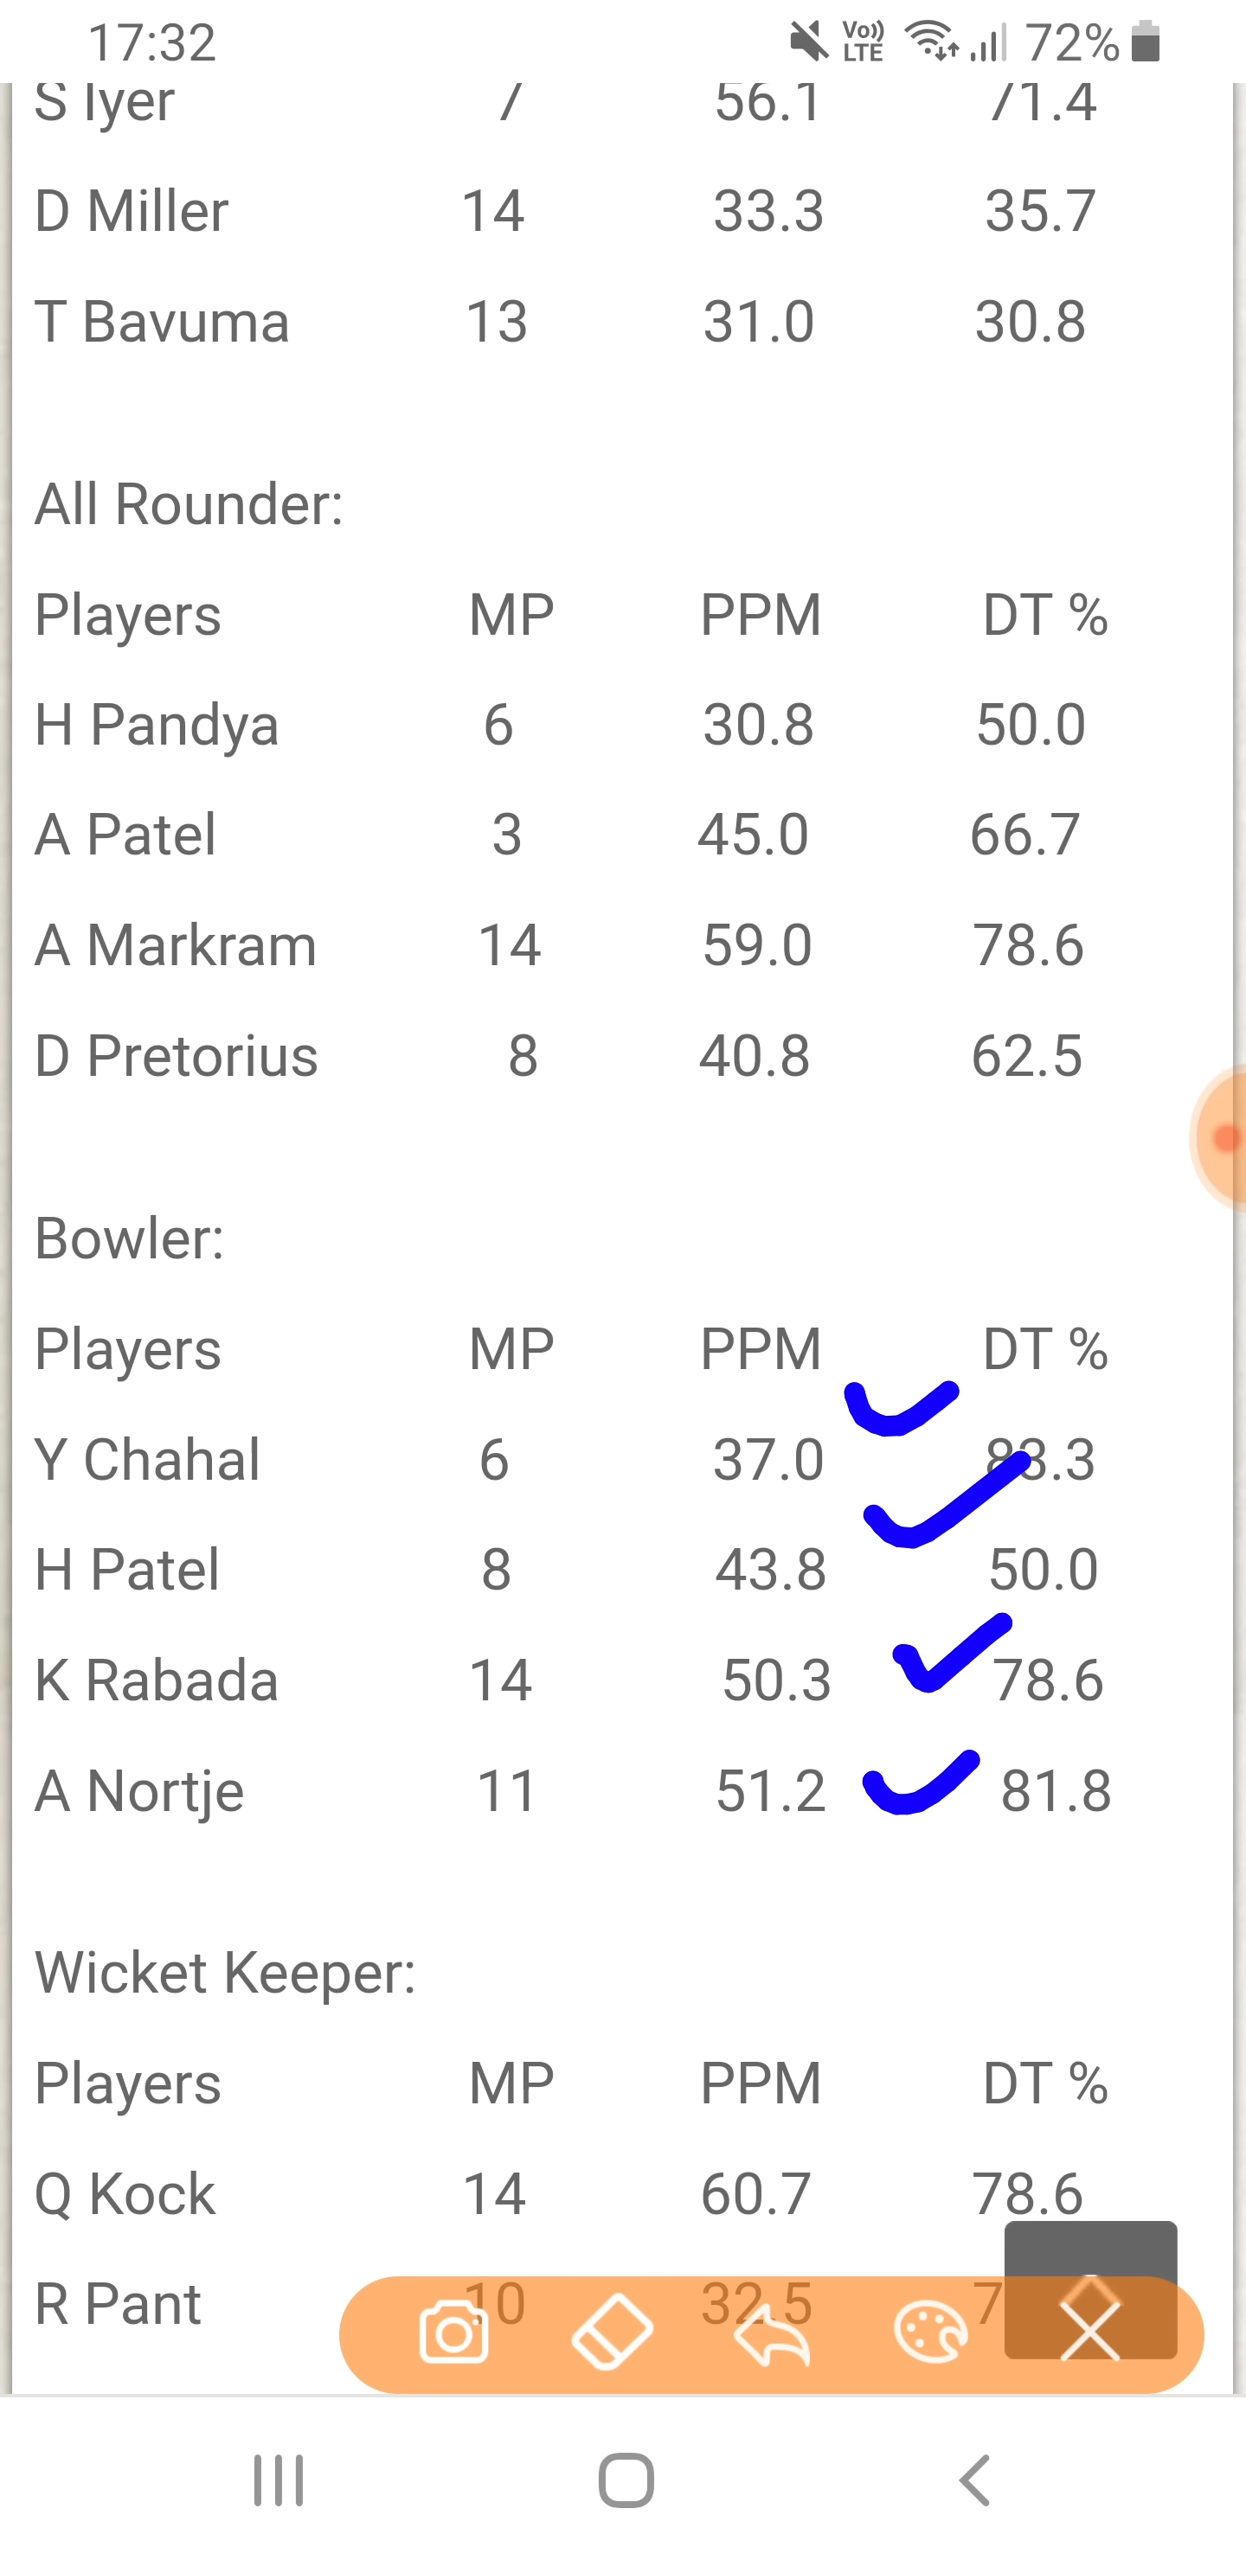 17:32 Vo)) LTE 72%
S Iyer 7 56.1 71.4
D Miller 14 33.3 35.7
T Bavuma 13 31.0 30.8
All Rounder:
Players MP PPM DT %
H Pandya 6 30.8 50.0
A Patel 3 45.0 66.7
A Markram 14 59.0 78.6
D Pretorius 8 40.8 62.5
Bowler:
Players MP PPM DT %
Y Chahal 6 37.0 83.3
H Patel 8 43.8 50.0
K Rabada 14 50.3 78.6
A Nortje 11 51.2 81.8
Wicket Keeper:
Players MP PPM DT %
Q Kock 14 60.7 78.6
R Pant 10 32.5